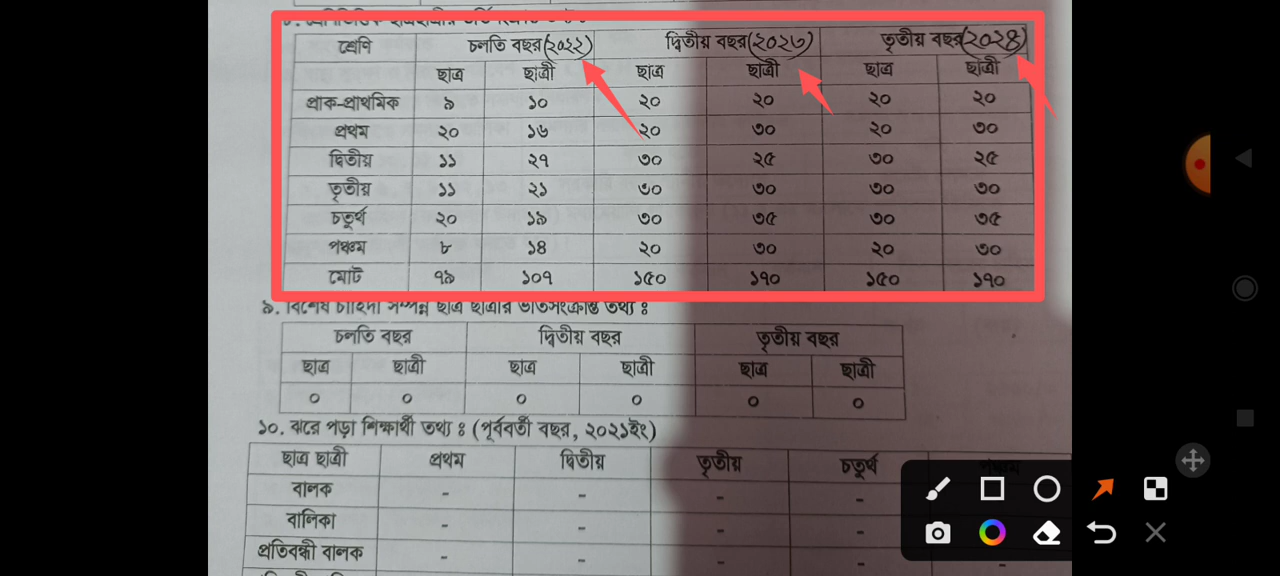 শ্রেণি চলতি বছর(২০২২) দ্বিতীয় বছর(২০২৩) তৃতীয় বছর(২০২৪)
ছাত্র ছাত্রী ছাত্র ছাত্রী ছাত্র ছাত্রী
প্রাক-প্রাথমিক ৯ ১০ ২০ ২০ ২০ ২০
প্রথম ২০ ১৬ ২০ ৩০ ২০ ৩০
দ্বিতীয় ১১ ২৭ ৩০ ২৫ ৩০ ২৫
তৃতীয় ১১ ২১ ৩০ ৩০ ৩০ ৩০
চতুর্থ ২০ ১৯ ৩০ ৩৫ ৩০ ৩৫
পঞ্চম ৮ ১৪ ২০ ৩০ ২০ ৩০
মোট ৭৯ ১০৭ ১৫০ ১৭০ ১৫০ ১৭০
৯. বিশেষ চাহিদা সম্পন্ন ছাত্র ছাত্রীর ভর্তিসংক্রান্ত তথ্য ঃ
চলতি বছর দ্বিতীয় বছর তৃতীয় বছর
ছাত্র ছাত্রী ছাত্র ছাত্রী ছাত্র ছাত্রী
০ ০ ০ ০ ০ ০
১০. ঝরে পড়া শিক্ষার্থী তথ্য ঃ (পূর্ববর্তী বছর, ২০২১ইং)
ছাত্র ছাত্রী প্রথম দ্বিতীয় তৃতীয় চতুর্থ
বালক - - - -
বালিকা - - - -
প্রতিবন্ধী বালক - - - - -